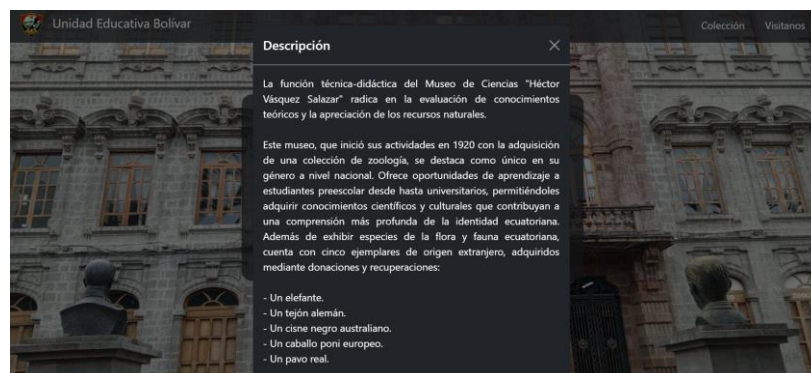 Unidad Educativa Bolívar
Colección Visitanos
Descripción
La función técnica-didáctica del Museo de Ciencias "Héctor
Vásquez Salazar" radica en la evaluación de conocimientos
teóricos y la apreciación de los recursos naturales.
Este museo, que inició sus actividades en 1920 con la adquisición
de una colección de zoología, se destaca como único en su
género a nivel nacional. Ofrece oportunidades de aprendizaje a
estudiantes preescolar desde hasta universitarios, permitiéndoles
adquirir conocimientos científicos y culturales que contribuyan a
una comprensión más profunda de la identidad ecuatoriana.
Además de exhibir especies de la flora y fauna ecuatoriana,
cuenta con cinco ejemplares de origen extranjero, adquiridos
mediante donaciones y recuperaciones:
- Un elefante.
- Un tejón alemán.
- Un cisne negro australiano.
- Un caballo poni europeo.
- Un pavo real.